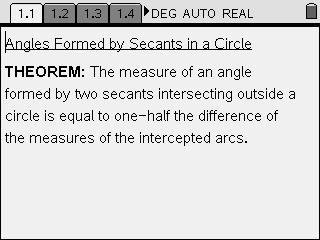 1.1 1.2 1.3 1.4 DEG AUTO REAL
Angles Formed by Secants in a Circle
THEOREM: The measure of an angle
formed by two secants intersecting outside a
circle is equal to one-half the difference of
the measures of the intercepted arcs.